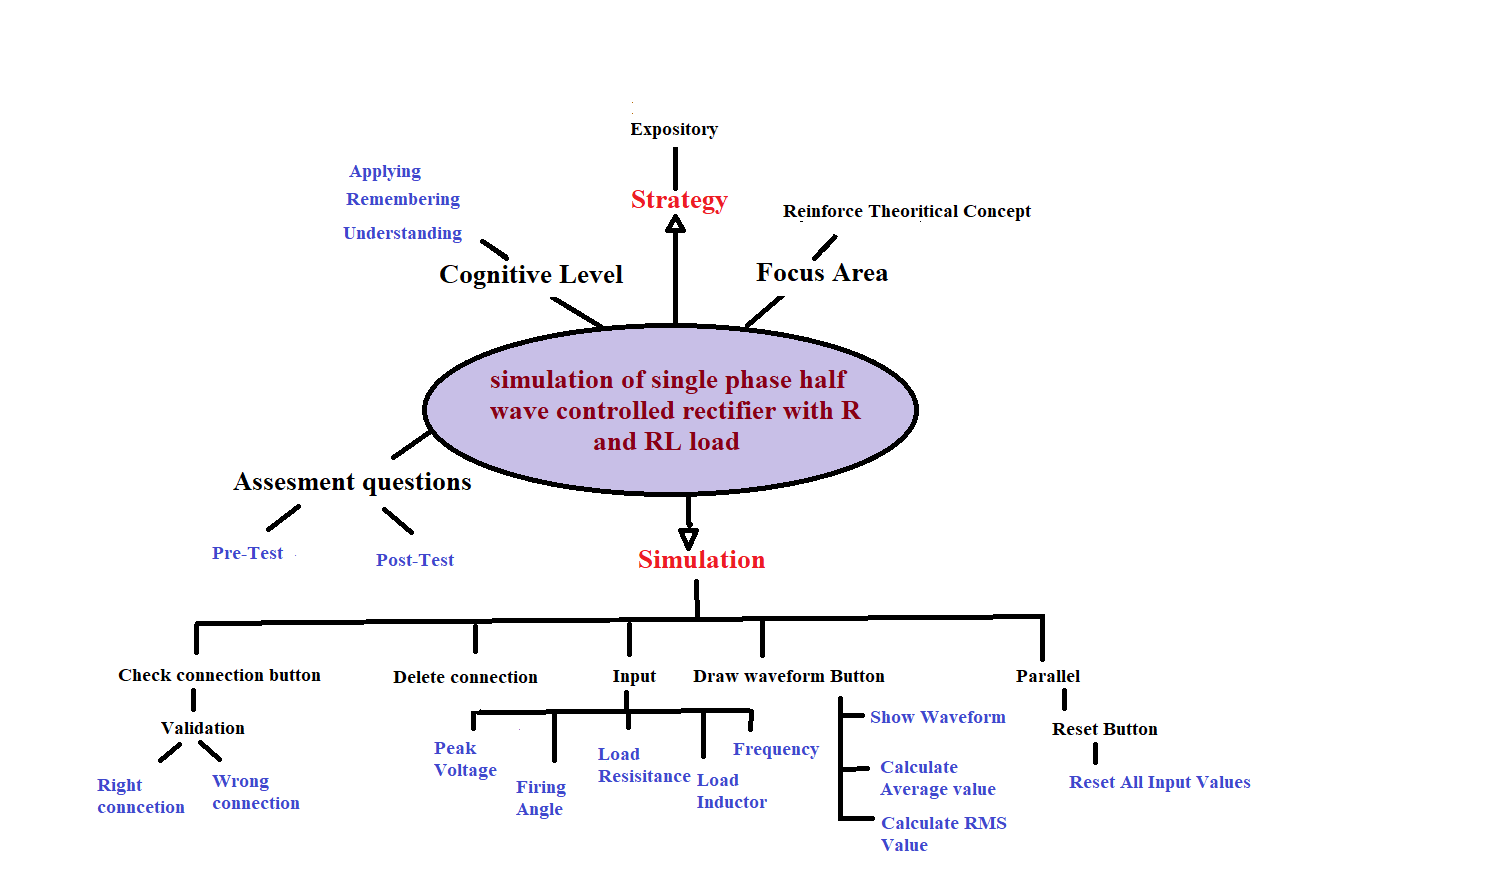 Expository
Applying
Remembering
Strategy
Reinforce Theoritical Concept
Understanding
Cognitive Level
Focus Area
simulation of single phase half
wave controlled rectifier with R
and RL load
Assesment questions
Pre-Test
Post-Test
Simulation
Check connection button
Delete connection
Input
Draw waveform Button
Parallel
Validation
Right
conncetion
Wrong
connection
Peak
Voltage
Firing
Angle
Load
Resisitance
Load
Inductor
Frequency
Show Waveform
Calculate
Average value
Calculate RMS
Value
Reset Button
Reset All Input Values